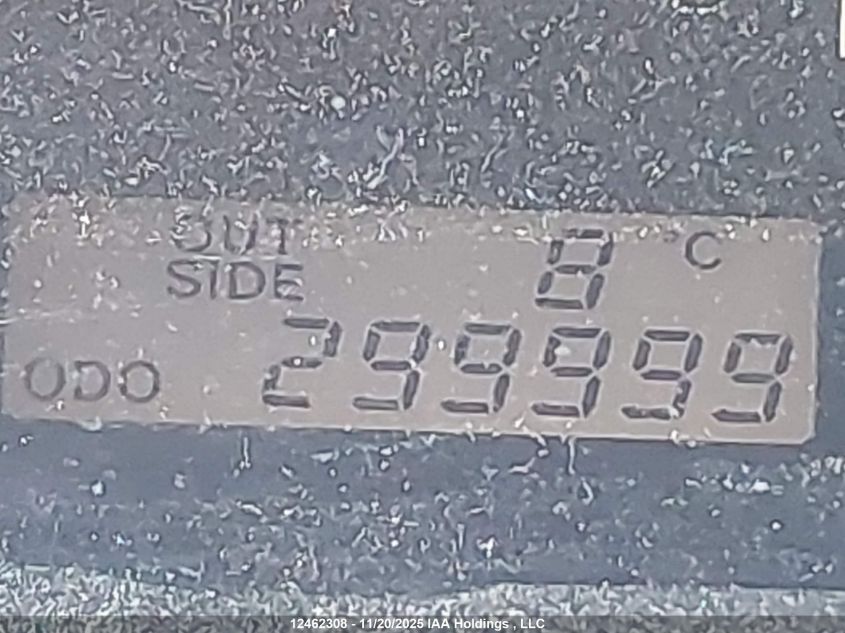 OUT
SIDE 8 °C
ODO 299999
12462308 - 11/20/2025 IAA Holdings , LLC